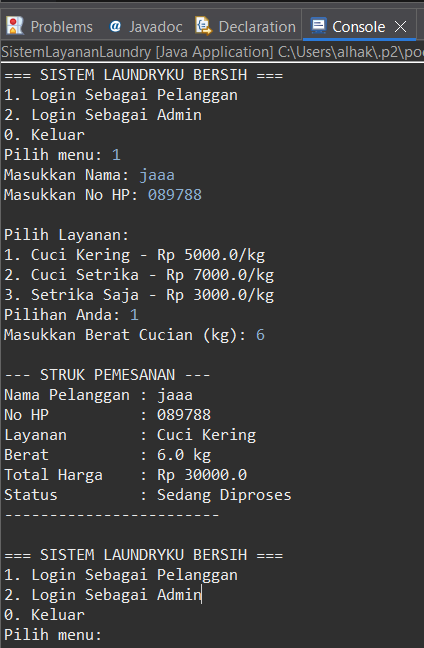 Problems @ Javadoc Declaration Console
SistemLayananLaundry [Java Application] C:\Users\alhak\.p2\poo
=== SISTEM LAUNDRYKU BERSIH ===
1. Login Sebagai Pelanggan
2. Login Sebagai Admin
0. Keluar
Pilih menu: 1
Masukkan Nama: jaaa
Masukkan No HP: 089788

Pilih Layanan:
1. Cuci Kering - Rp 5000.0/kg
2. Cuci Setrika - Rp 7000.0/kg
3. Setrika Saja - Rp 3000.0/kg
Pilihan Anda: 1
Masukkan Berat Cucian (kg): 6

--- STRUK PEMESANAN ---
Nama Pelanggan : jaaa
No HP          : 089788
Layanan        : Cuci Kering
Berat          : 6.0 kg
Total Harga    : Rp 30000.0
Status         : Sedang Diproses
------------------------

=== SISTEM LAUNDRYKU BERSIH ===
1. Login Sebagai Pelanggan
2. Login Sebagai Admin
0. Keluar
Pilih menu: